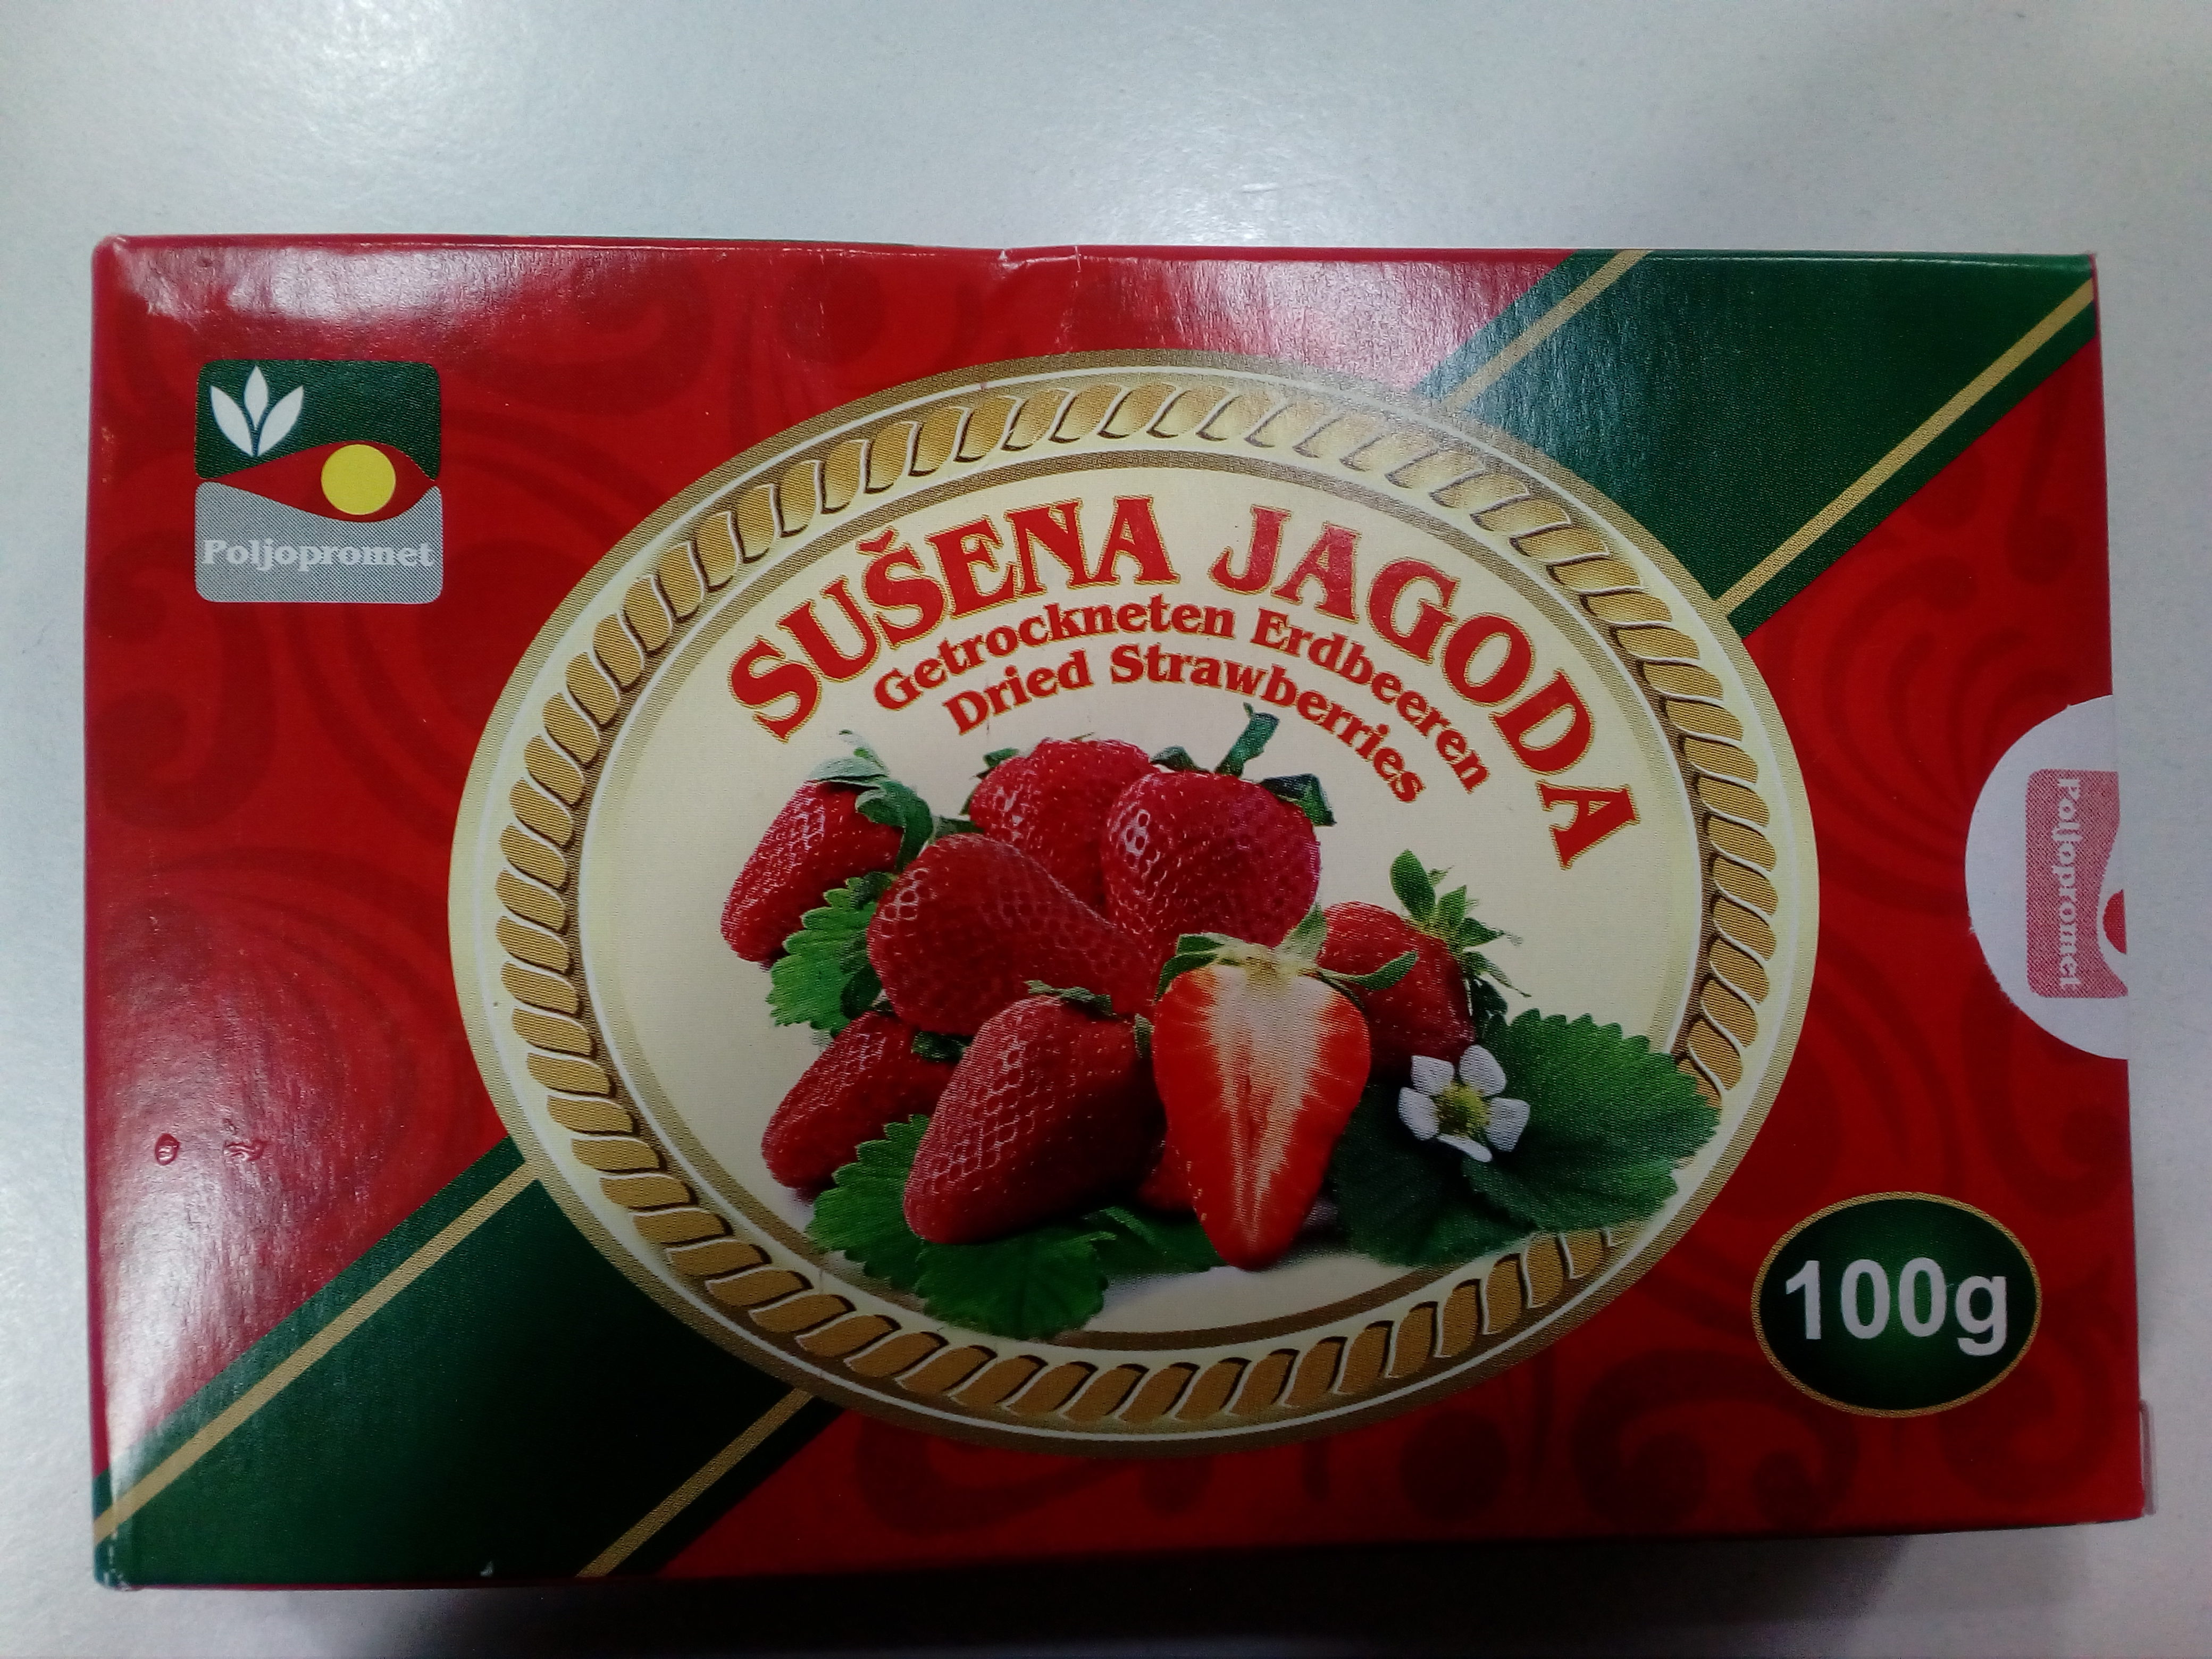 Poljopromet
SUŠENA JAGODA
Getrockneten Erdbeeren
Dried Strawberries
Poljopromet
100g